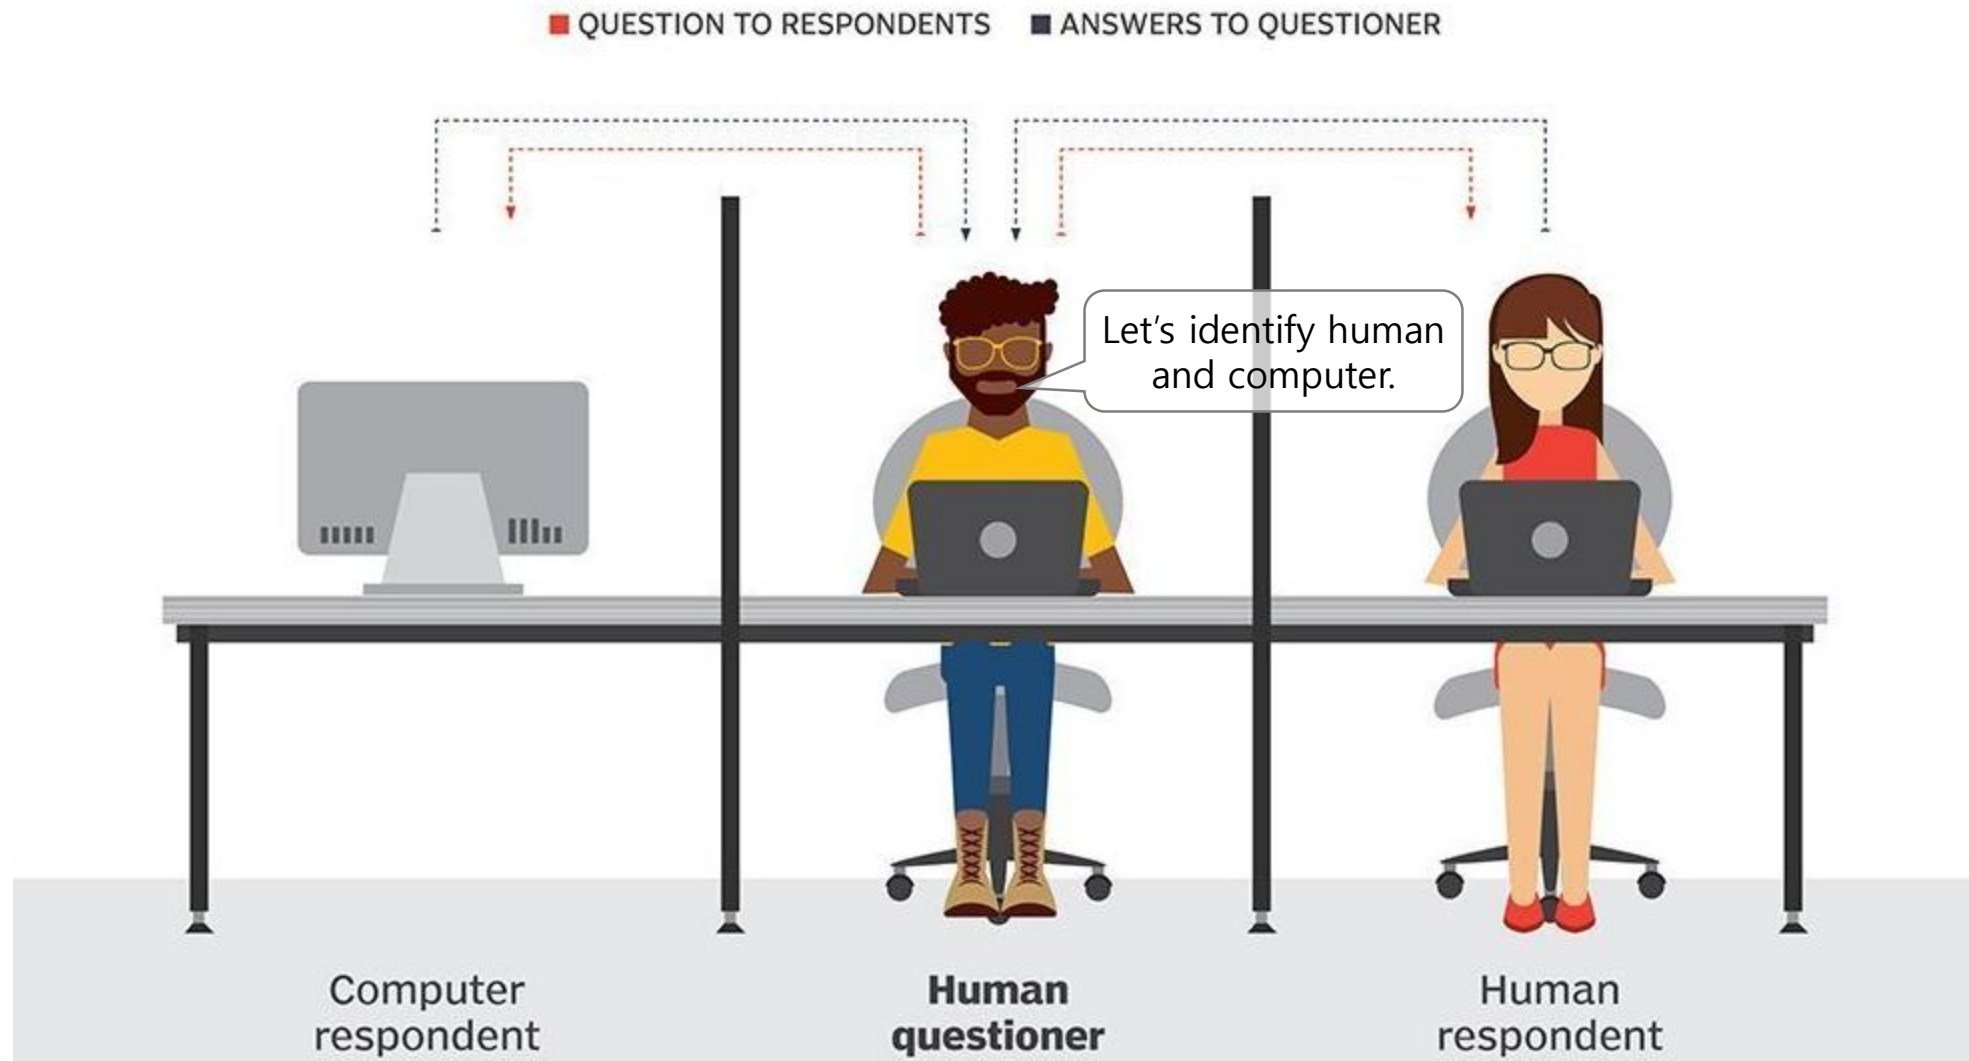 QUESTION TO RESPONDENTS ANSWERS TO QUESTIONER
Let's identify human
and computer.
Computer
respondent
Human
questioner
Human
respondent